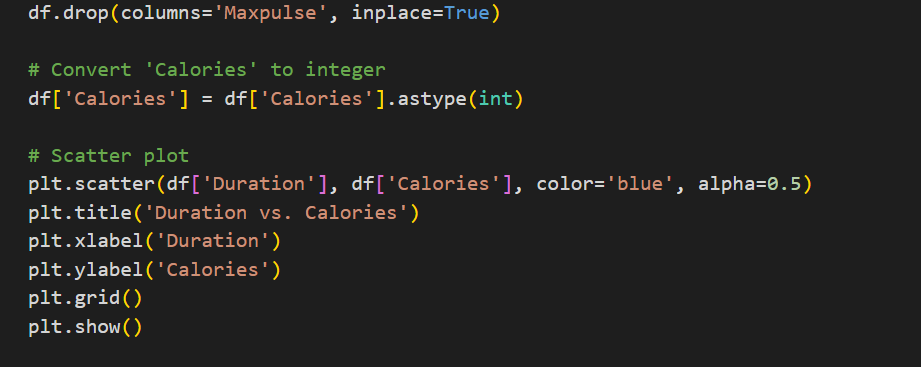 df.drop(columns='Maxpulse', inplace=True)
# Convert 'Calories' to integer
df['Calories'] = df['Calories'].astype(int)
# Scatter plot
plt.scatter(df['Duration'], df['Calories'], color='blue', alpha=0.5)
plt.title('Duration vs. Calories')
plt.xlabel('Duration')
plt.ylabel('Calories')
plt.grid()
plt.show()